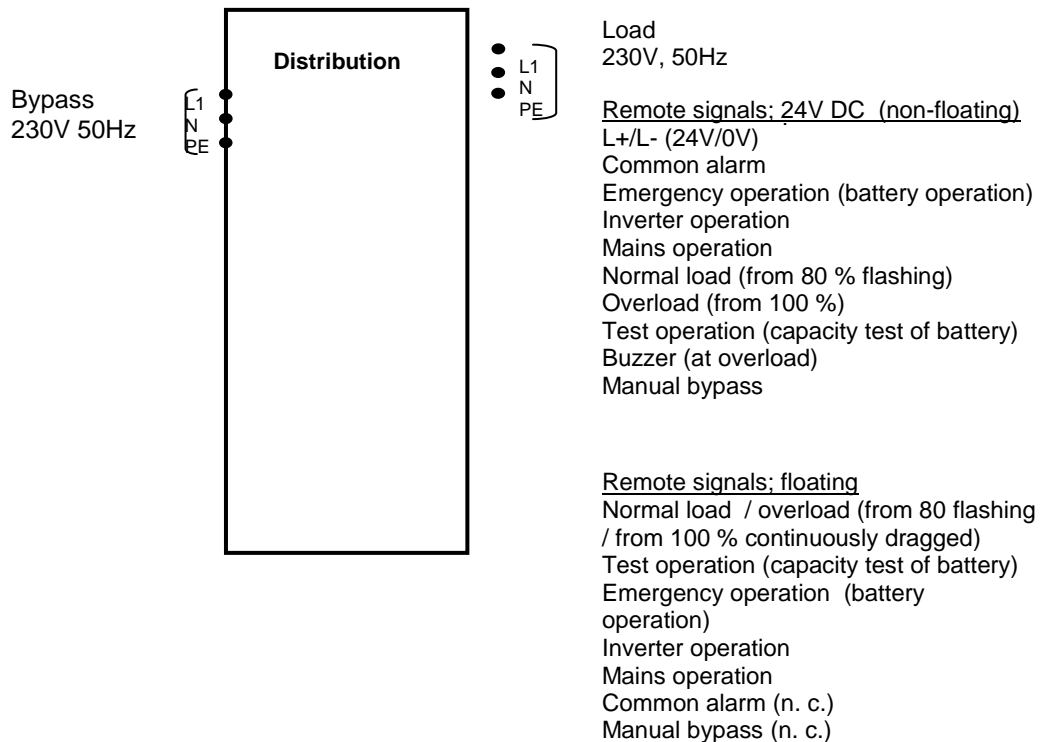 Distribution
Bypass
230V 50Hz
L1
N
PE
L1
N
PE
Load
230V, 50Hz
Remote signals; 24V DC (non-floating)
L+/L- (24V/0V)
Common alarm
Emergency operation (battery operation)
Inverter operation
Mains operation
Normal load (from 80 % flashing)
Overload (from 100 %)
Test operation (capacity test of battery)
Buzzer (at overload)
Manual bypass
Remote signals; floating
Normal load / overload (from 80 flashing
/ from 100 % continuously dragged)
Test operation (capacity test of battery)
Emergency operation (battery
operation)
Inverter operation
Mains operation
Common alarm (n. c.)
Manual bypass (n. c.)